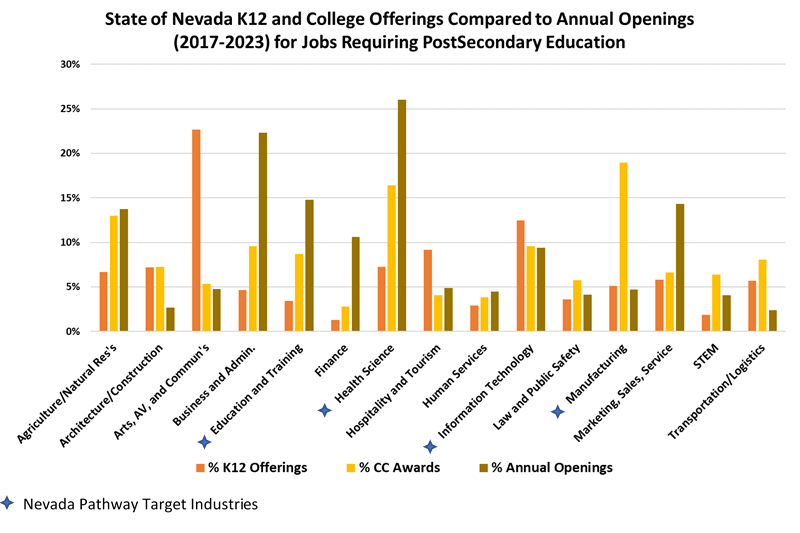 State of Nevada K12 and College Offerings Compared to Annual Openings
(2017-2023) for Jobs Requiring PostSecondary Education
30%
25%
20%
15%
10%
5%
0%
Agriculture/Natural Res's
Architecture/Construction
Arts, AV, and Commun's
Business and Admin.
Education and Training
Finance
Health Science
Hospitality and Tourism
Human Services
Information Technology
Law and Public Safety
Manufacturing
Marketing, Sales, Service
STEM
Transportation/Logistics
% K12 Offerings
% CC Awards
% Annual Openings
Nevada Pathway Target Industries